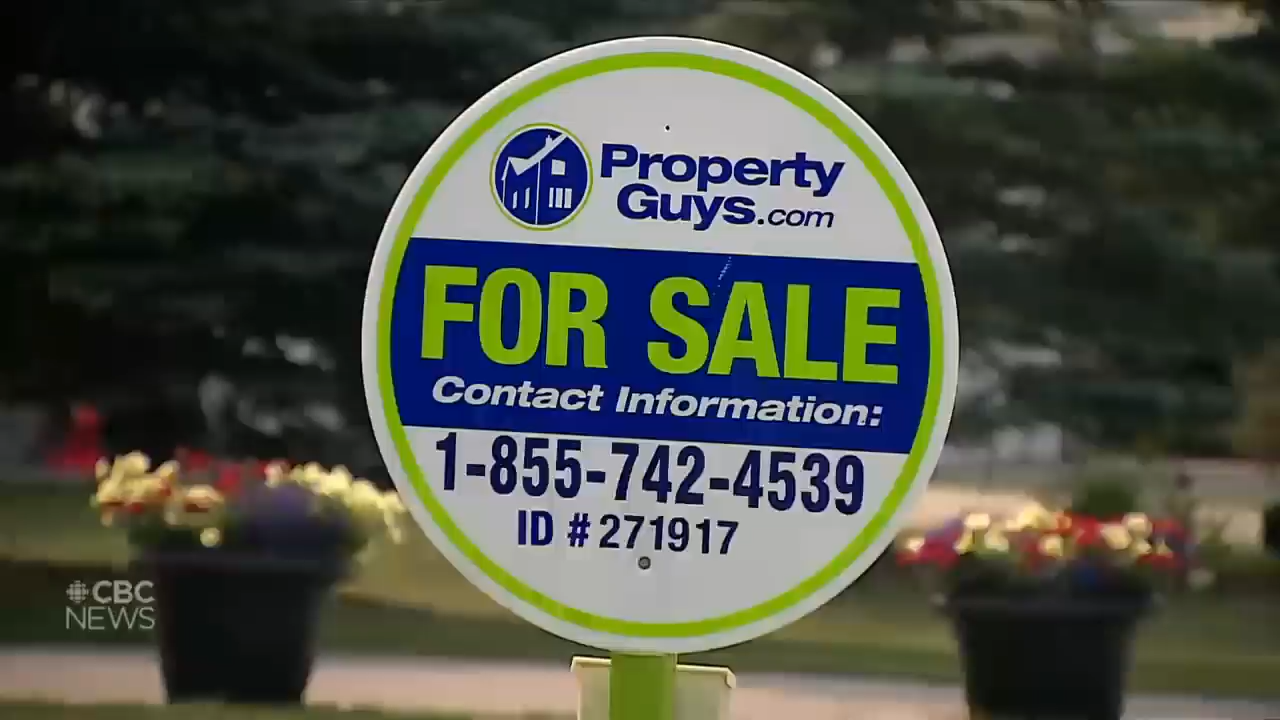 Property
Guys.com
FOR SALE
Contact Information:
1-855-742-4539
ID # 271917
CBC
NEWS